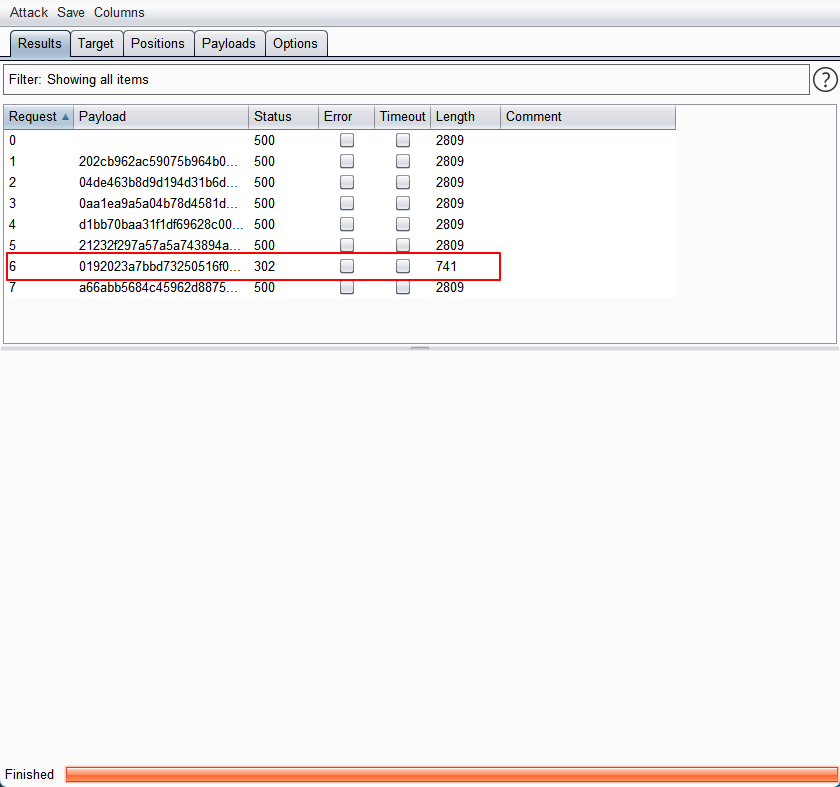 Attack Save Columns
Results Target Positions Payloads Options
Filter: Showing all items ?
Request Payload Status Error Timeout Length Comment
0 500 2809
1 202cb962ac59075b964b0... 500 2809
2 04de463b8d9d194d31b6d... 500 2809
3 0aa1ea9a5a04b78d4581d... 500 2809
4 d1bb70baa31f1df69628c00... 500 2809
5 21232f297a57a5a743894a... 500 2809
6 0192023a7bbd73250516f0... 302 741
7 a66abb5684c45962d8875... 500 2809
Finished